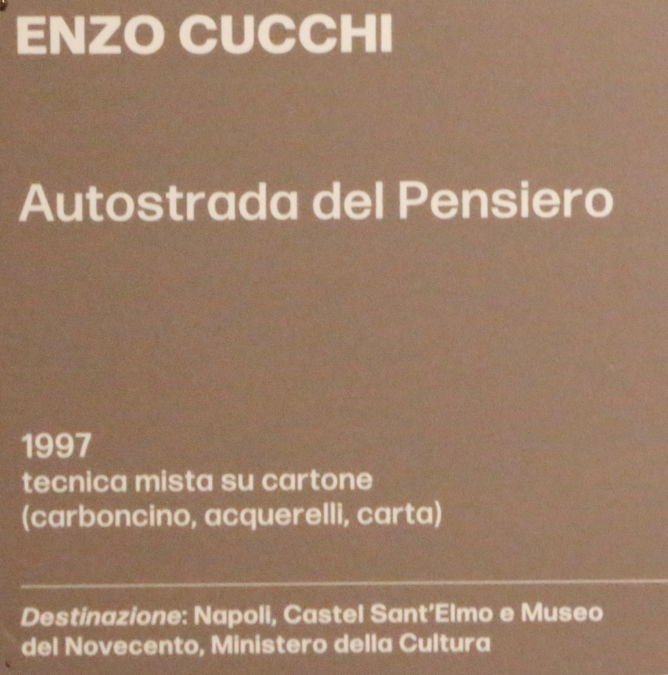 ENZO CUCCHI
Autostrada del Pensiero
1997
tecnica mista su cartone
(carboncino, acquerelli, carta)
Destinazione: Napoli, Castel Sant'Elmo e Museo
del Novecento, Ministero della Cultura